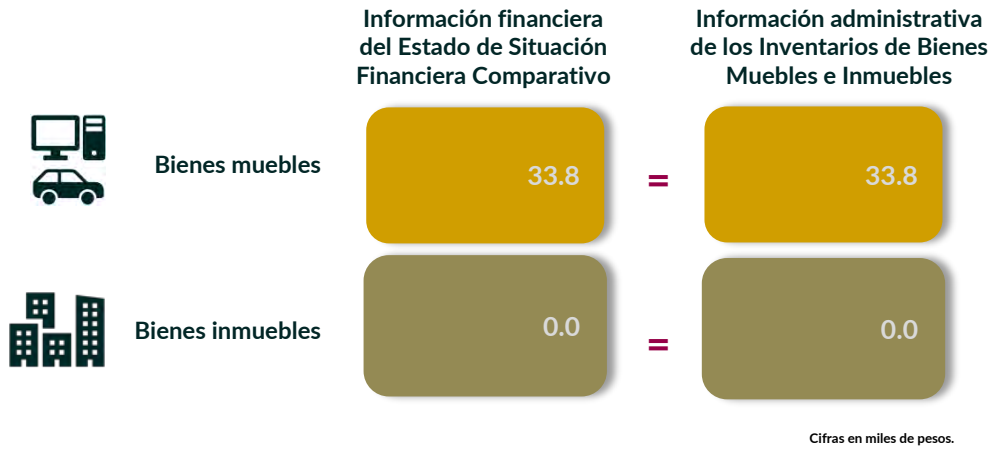 Información financiera
del Estado de Situación
Financiera Comparativo
Información administrativa
de los Inventarios de Bienes
Muebles e Inmuebles
Bienes muebles
33.8
=
33.8
Bienes inmuebles
0.0
=
0.0
Cifras en miles de pesos.